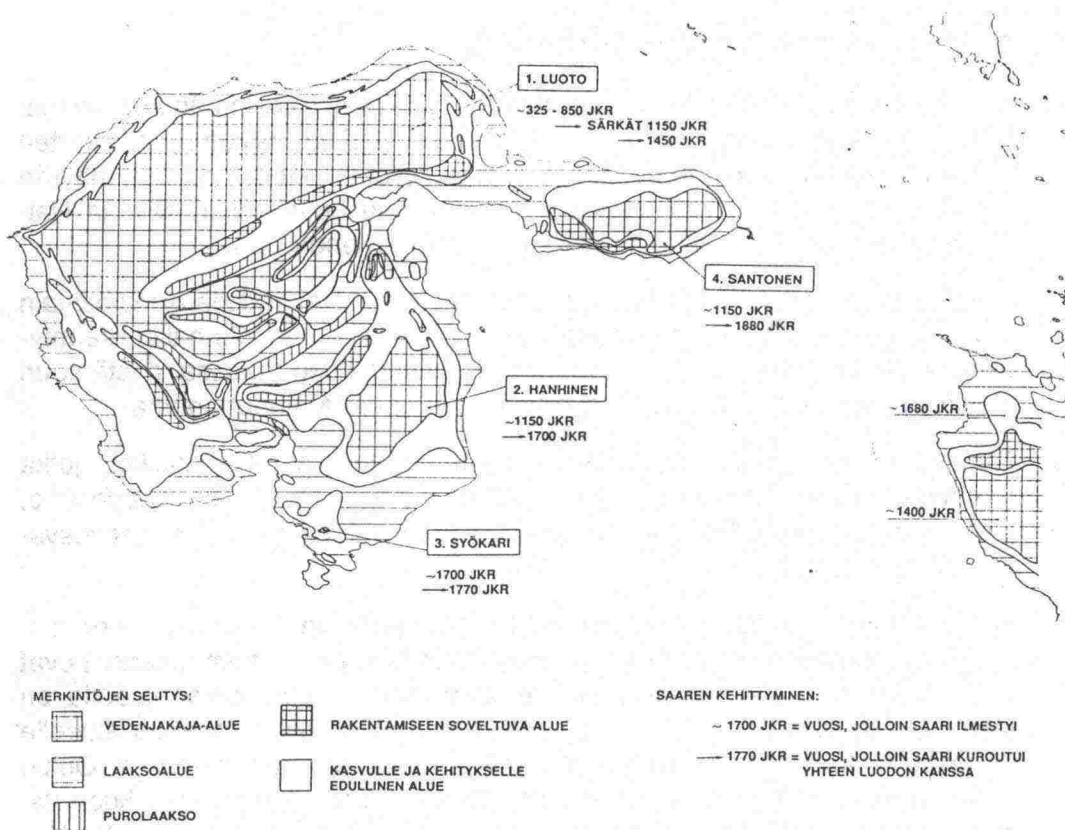 1. LUOTO
~325 - 850 JKR
→ SÄRKÄT 1150 JKR
→ 1450 JKR
4. SANTONEN
~1150 JKR
→ 1880 JKR
2. HANHINEN
~1150 JKR
→ 1700 JKR
~1680 JKR
~1400 JKR
3. SYÖKARI
~1700 JKR
→ 1770 JKR
MERKINTÖJEN SELITYS:
VEDENJAKAJA-ALUE
LAAKSOALUE
PUROLAAKSO
RAKENTAMISEEN SOVELTUVA ALUE
KASVULLE JA KEHITYKSELLE
EDULLINEN ALUE
SAAREN KEHITTYMINEN:
~ 1700 JKR = VUOSI, JOLLOIN SAARI ILMESTYI
→ 1770 JKR = VUOSI, JOLLOIN SAARI KUROUTUI
YHTEEN LUODON KANSSA